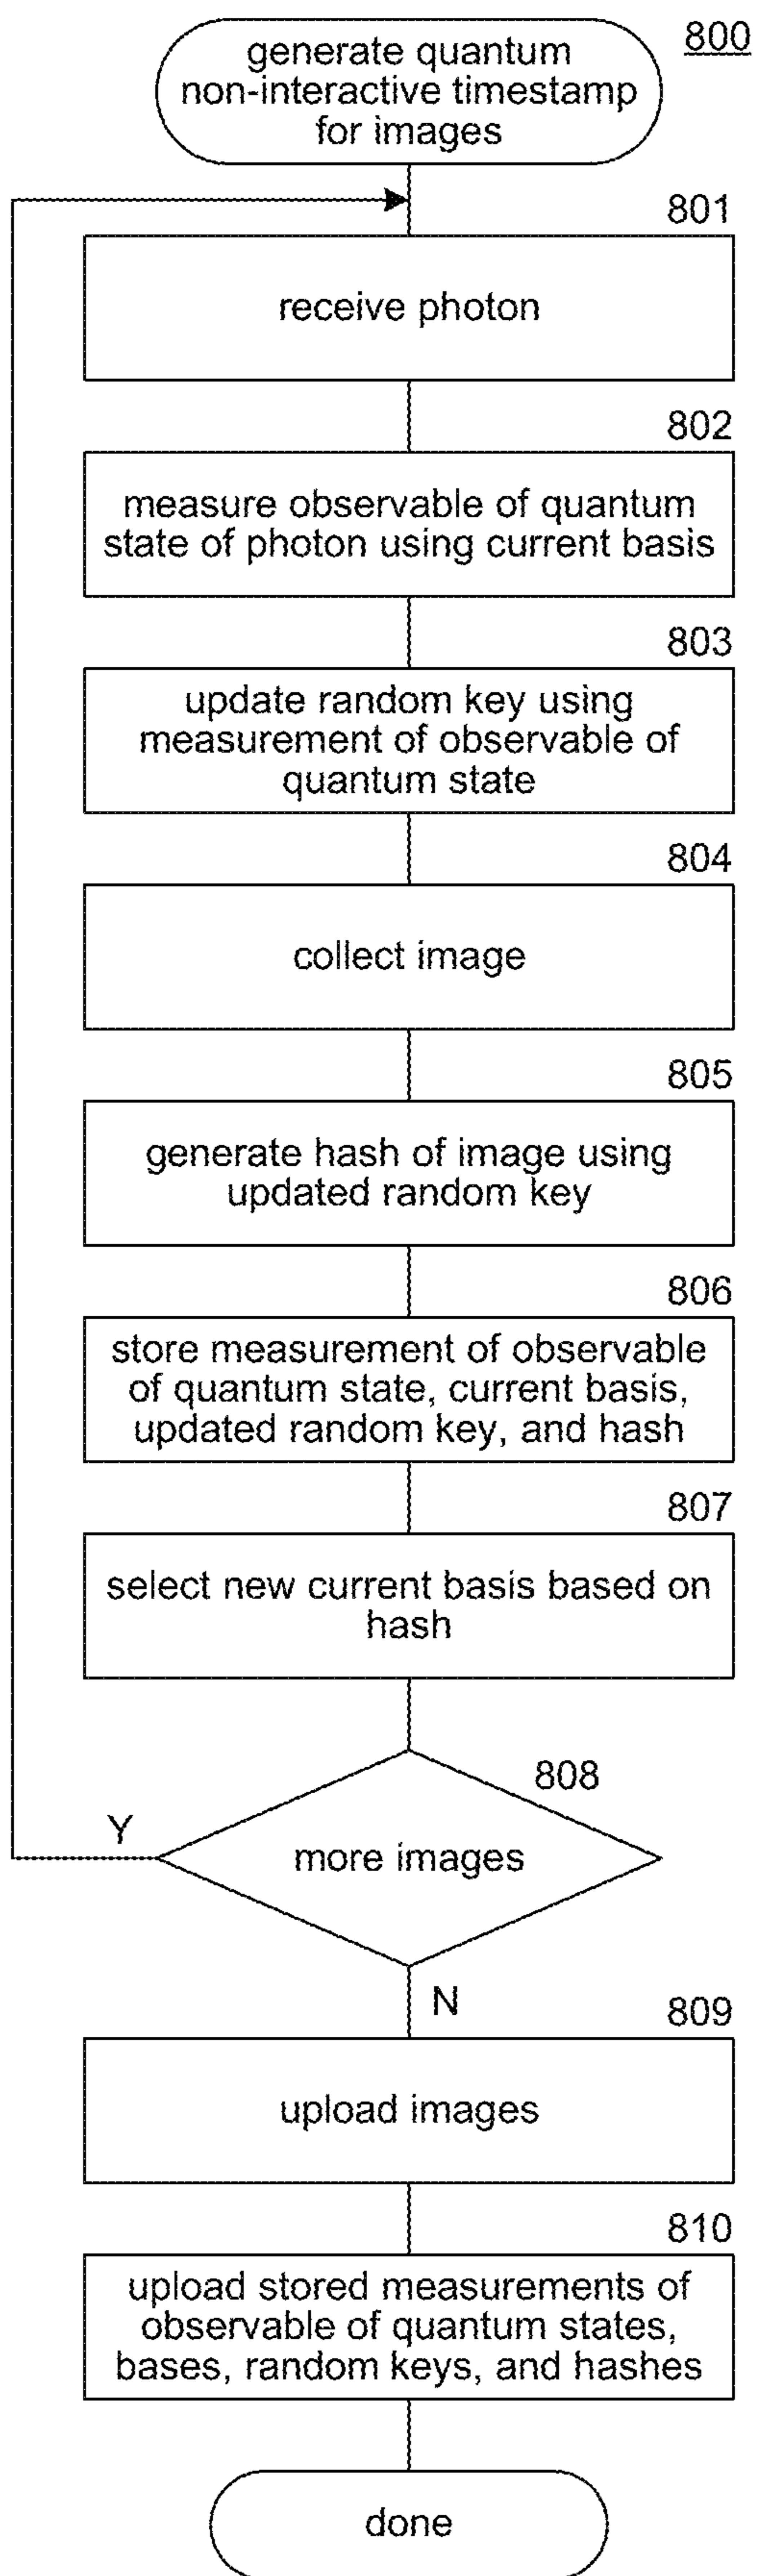 800
generate quantum
non-interactive timestamp
for images
801
receive photon
802
measure observable of quantum
state of photon using current basis
803
update random key using
measurement of observable of
quantum state
804
collect image
805
generate hash of image using
updated random key
806
store measurement of observable
of quantum state, current basis,
updated random key, and hash
807
select new current basis based on
hash
808
more images
Y
N
809
upload images
810
upload stored measurements of
observable of quantum states,
bases, random keys, and hashes
done